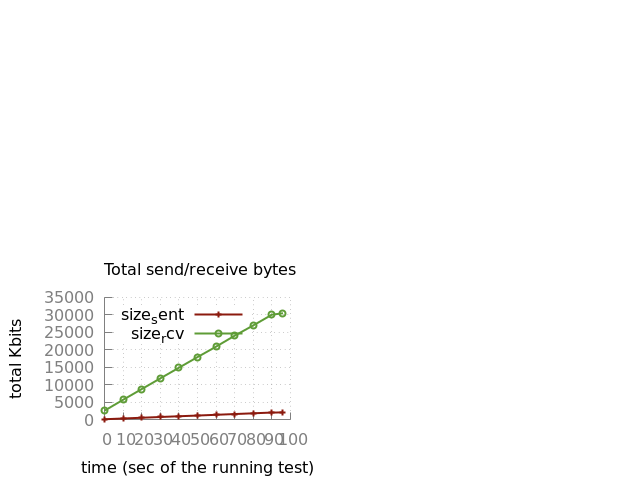 Total send/receive bytes
35000
30000
25000
20000
15000
10000
5000
0
size_sent
size_rcv
total Kbits
0 10 20 30 40 50 60 70 80 90 100
time (sec of the running test)